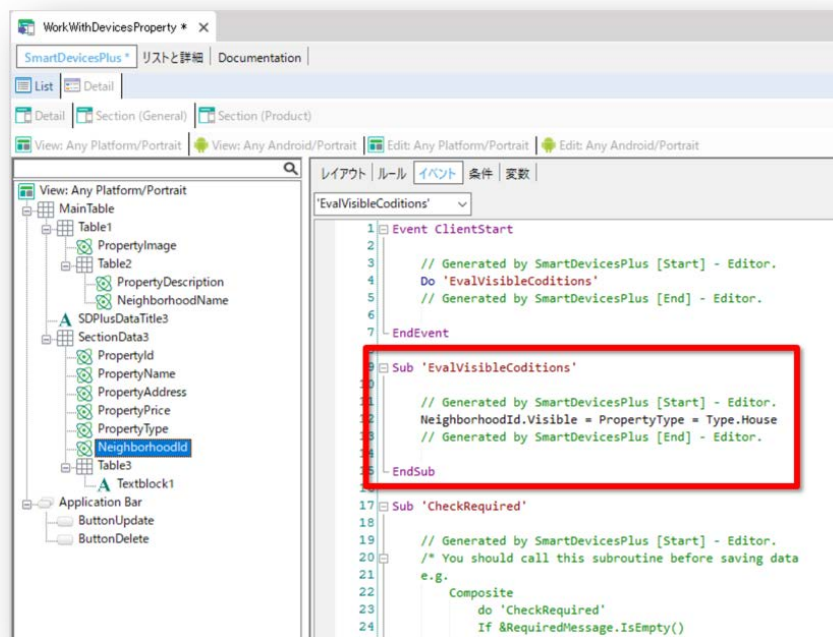 WorkWithDevicesProperty * ×
SmartDevicesPlus * リストと詳細 Documentation
List Detail
Detail Section (General) Section (Product)
View: Any Platform/Portrait View: Any Android/Portrait Edit: Any Platform/Portrait Edit: Any Android/Portrait
View: Any Platform/Portrait
MainTable
Table1
PropertyImage
Table2
PropertyDescription
NeighborhoodName
SDPlusDataTitle3
SectionData3
PropertyId
PropertyName
PropertyAddress
PropertyPrice
PropertyType
NeighborhoodId
Table3
Textblock1
Application Bar
ButtonUpdate
ButtonDelete
レイアウト ルール イベント 条件 変数
'EvalVisibleCoditions'
1 Event ClientStart
2
3 // Generated by SmartDevicesPlus [Start] - Editor.
4 Do 'EvalVisibleCoditions'
5 // Generated by SmartDevicesPlus [End] - Editor.
6
7 EndEvent
9 Sub 'EvalVisibleCoditions'
// Generated by SmartDevicesPlus [Start] - Editor.
NeighborhoodId.Visible = PropertyType = Type.House
// Generated by SmartDevicesPlus [End] - Editor.
EndSub
17 Sub 'CheckRequired'
18
19 // Generated by SmartDevicesPlus [Start] - Editor.
20 /* You should call this subroutine before saving data
21 e.g.
22 Composite
23 do 'CheckRequired'
24 If &RequiredMessage.IsEmpty()